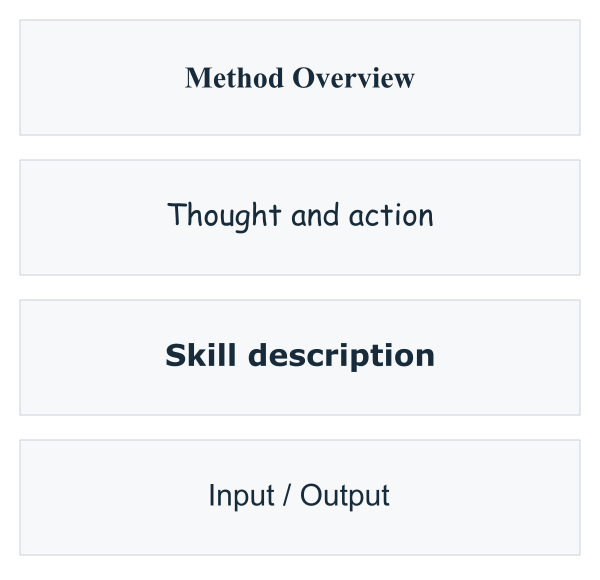 Method Overview
Thought and action
Skill description
Input / Output